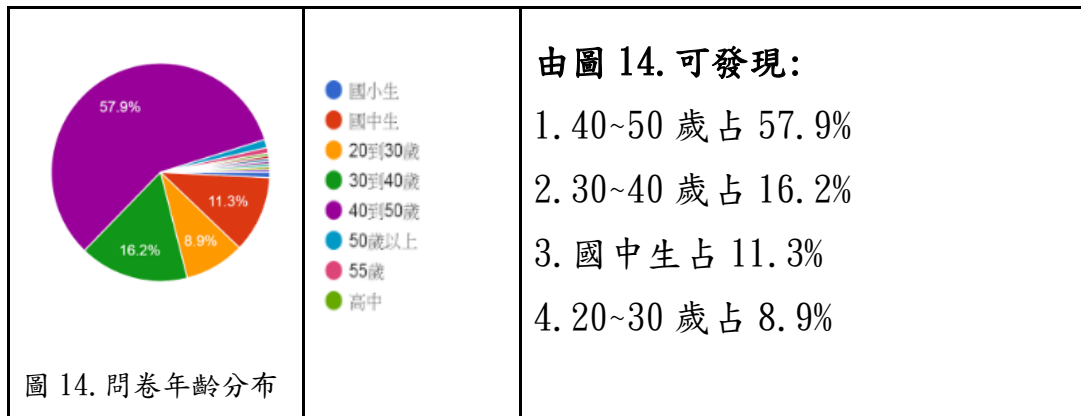 57.9%
11.3%
8.9%
16.2%
圖 14.問卷年齡分布
國小生
國中生
20到30歲
30到40歲
40到50歲
50歲以上
55歲
高中
由圖 14.可發現:
1.40~50 歲占 57.9%
2.30~40 歲占 16.2%
3.國中生占 11.3%
4.20~30 歲占 8.9%